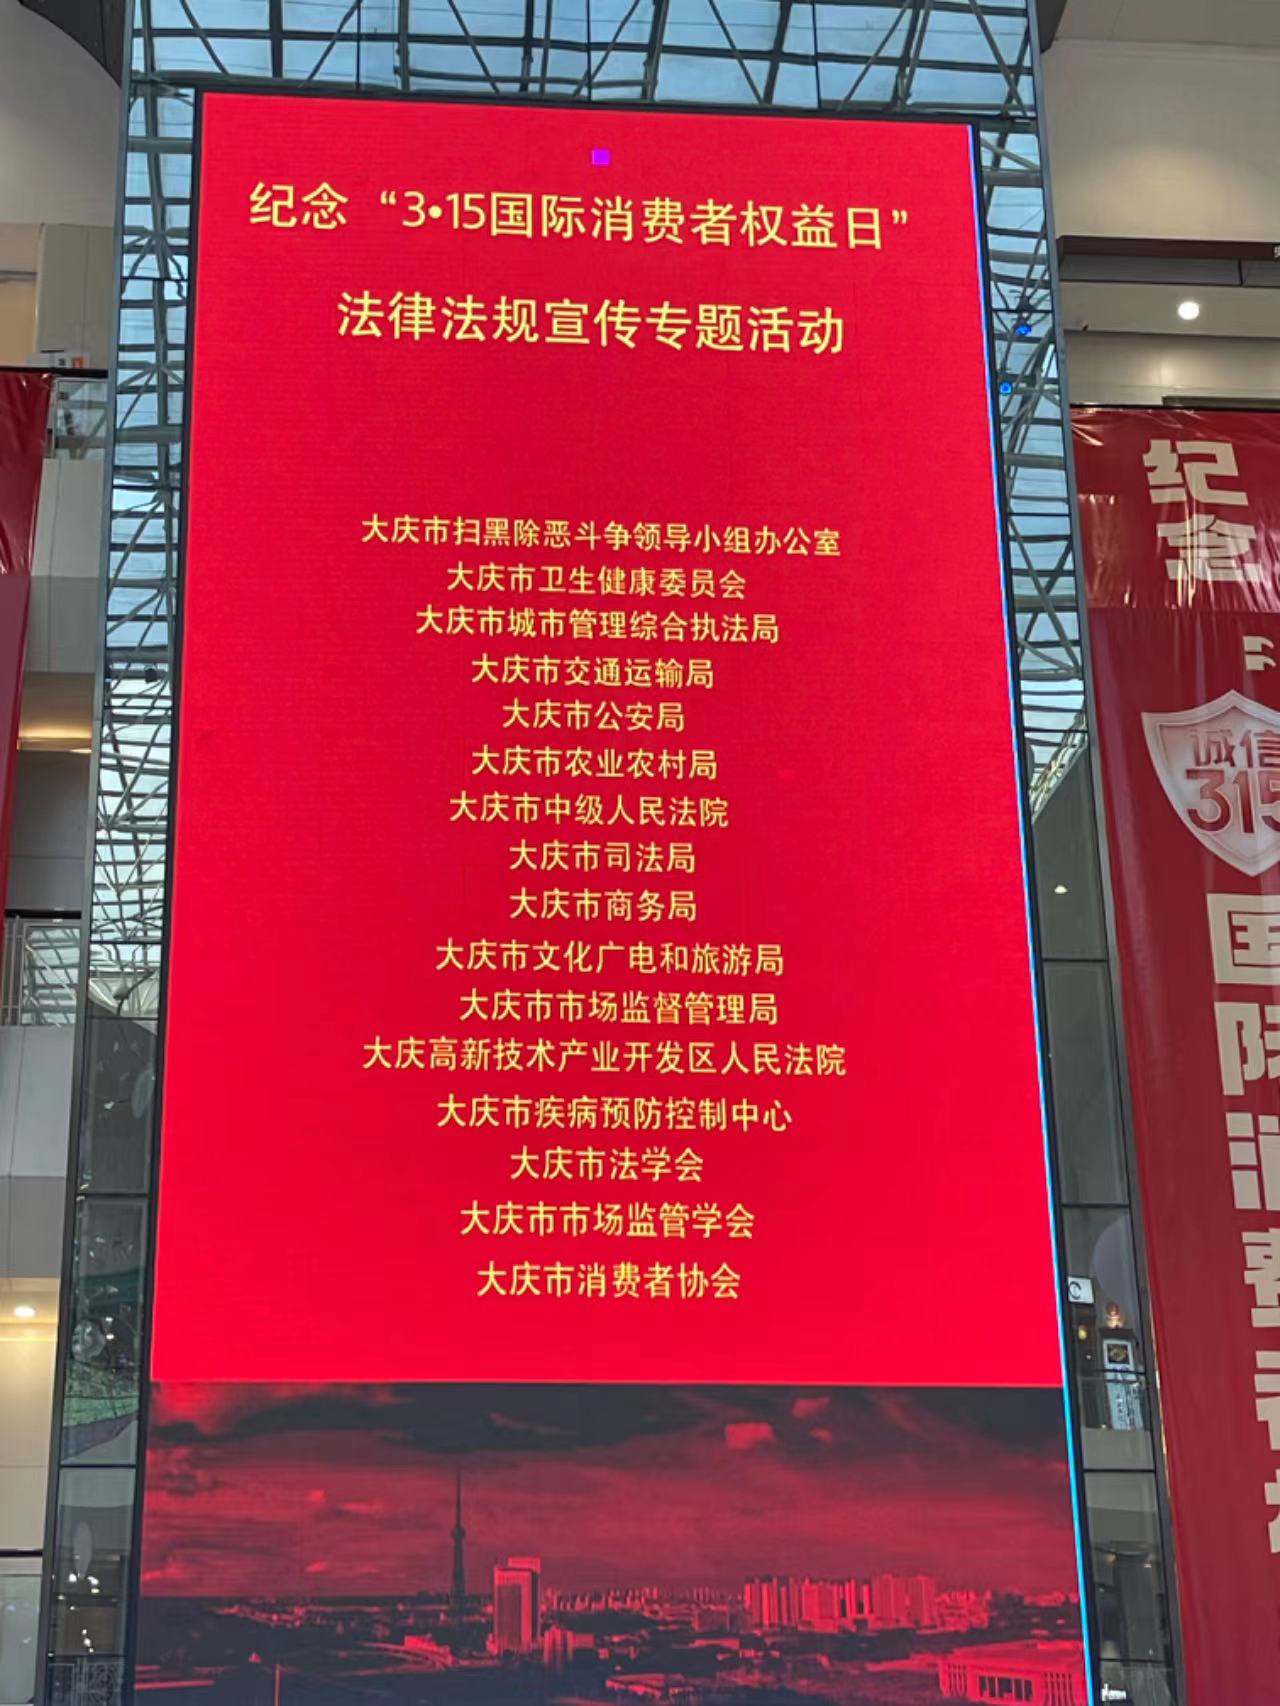 纪念“3•15国际消费者权益日”
法律法规宣传专题活动
大庆市扫黑除恶斗争领导小组办公室
大庆市卫生健康委员会
大庆市城市管理综合执法局
大庆市交通运输局
大庆市公安局
大庆市农业农村局
大庆市中级人民法院
大庆市司法局
大庆市商务局
大庆市文化广电和旅游局
大庆市市场监督管理局
大庆高新技术产业开发区人民法院
大庆市疾病预防控制中心
大庆市法学会
大庆市市场监管学会
大庆市消费者协会
纪念“
诚信
315
国际消费者权